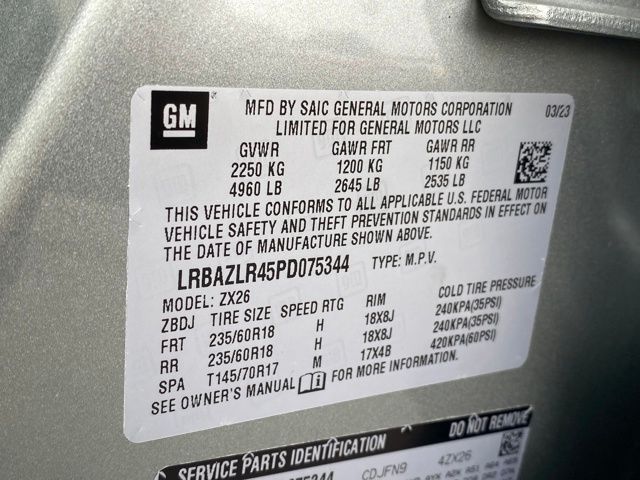 GM
MFD BY SAIC GENERAL MOTORS CORPORATION 03/23
LIMITED FOR GENERAL MOTORS LLC
GVWR GAWR FRT GAWR RR
2250 KG 1200 KG 1150 KG
4960 LB 2645 LB 2535 LB
THIS VEHICLE CONFORMS TO ALL APPLICABLE U.S. FEDERAL MOTOR
VEHICLE SAFETY AND THEFT PREVENTION STANDARDS IN EFFECT ON
THE DATE OF MANUFACTURE SHOWN ABOVE.
LRBAZLR45PD075344 TYPE: M.P.V.
MODEL: ZX26
ZBDJ TIRE SIZE SPEED RTG RIM COLD TIRE PRESSURE
FRT 235/60R18 H 18X8J 240KPA(35PSI)
RR 235/60R18 H 18X8J 240KPA(35PSI)
SPA T145/70R17 M 17X4B 420KPA(60PSI)
SEE OWNER'S MANUAL FOR MORE INFORMATION.
SERVICE PARTS IDENTIFICATION DO NOT REMOVE
CDJFN9 4ZX26